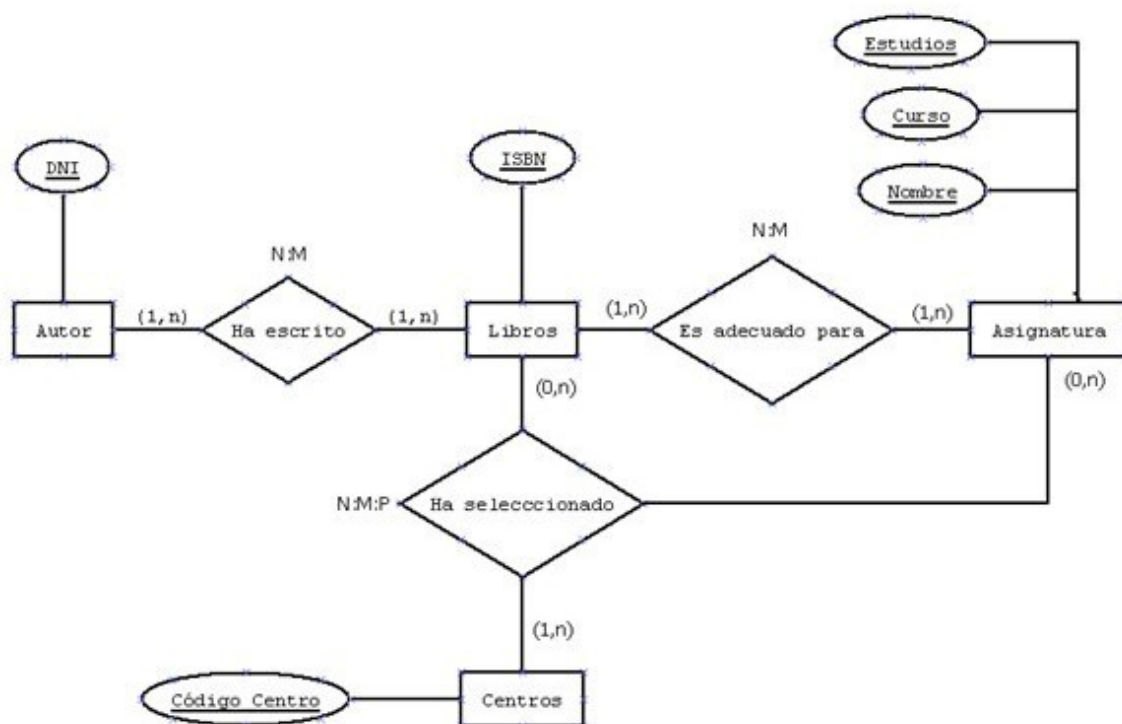 Estudios
Curso
Nombre
DNI
ISBN
N:M
N:M
Autor
(1,n)
Ha escrito
(1,n)
Libros
(1,n)
Es adecuado para
(1,n)
Asignatura
(0,n)
(0,n)
N:M:P
Ha selecccionado
(1,n)
Código Centro
Centros